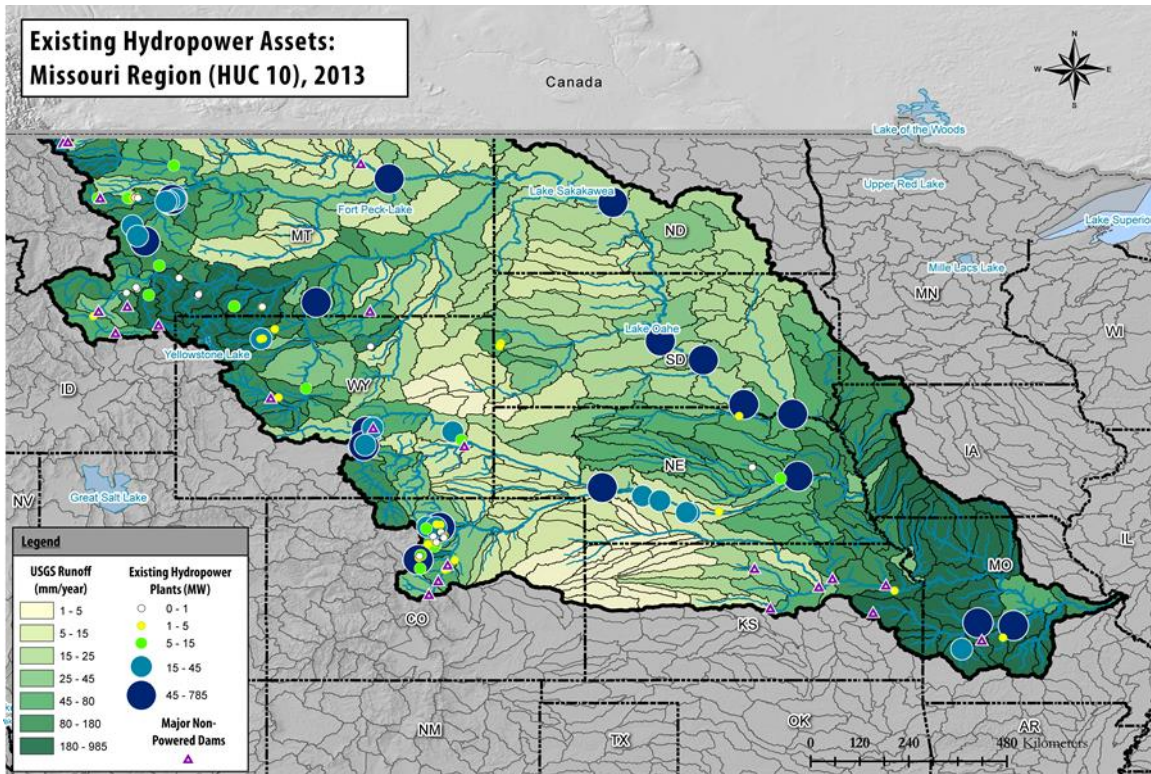 Existing Hydropower Assets:
Missouri Region (HUC 10), 2013
Canada
N
W E
S
Lake of the Woods
Upper Red Lake
Lake Superior
Lake Sakakawea
Fort Peck-Lake
MT
ND
Mille Lacs Lake
MN
Lake Oahe
WI
Yellowstone Lake
SD
ID
WY
IA
NE
NV
Great Salt Lake
IL
MO
CO
KS
NM
OK
TX
AR
Legend
USGS Runoff
(mm/year)
1 - 5
5 - 15
15 - 25
25 - 45
45 - 80
80 - 180
180 - 985
Existing Hydropower
Plants (MW)
0 - 1
1 - 5
5 - 15
15 - 45
45 - 785
Major Non-
Powered Dams
0 120 240 480 Kilometers